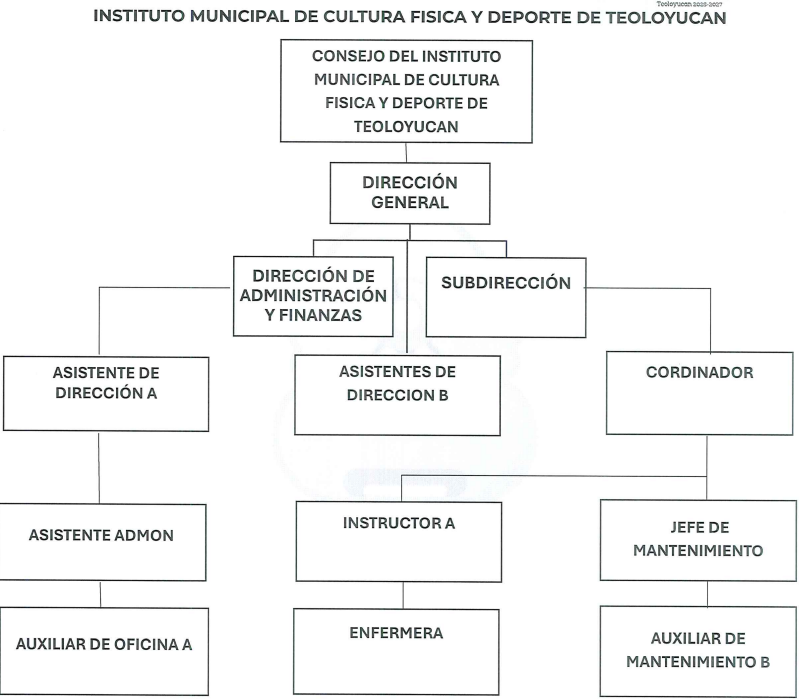 Teoloyucan 2025-2027
INSTITUTO MUNICIPAL DE CULTURA FISICA Y DEPORTE DE TEOLOYUCAN
CONSEJO DEL INSTITUTO
MUNICIPAL DE CULTURA
FISICA Y DEPORTE DE
TEOLOYUCAN
DIRECCIÓN
GENERAL
DIRECCIÓN DE
ADMINISTRACIÓN
Y FINANZAS
SUBDIRECCIÓN
ASISTENTE DE
DIRECCIÓN A
ASISTENTES DE
DIRECCION B
CORDINADOR
ASISTENTE ADMON
INSTRUCTOR A
JEFE DE
MANTENIMIENTO
AUXILIAR DE OFICINA A
ENFERMERA
AUXILIAR DE
MANTENIMIENTO B